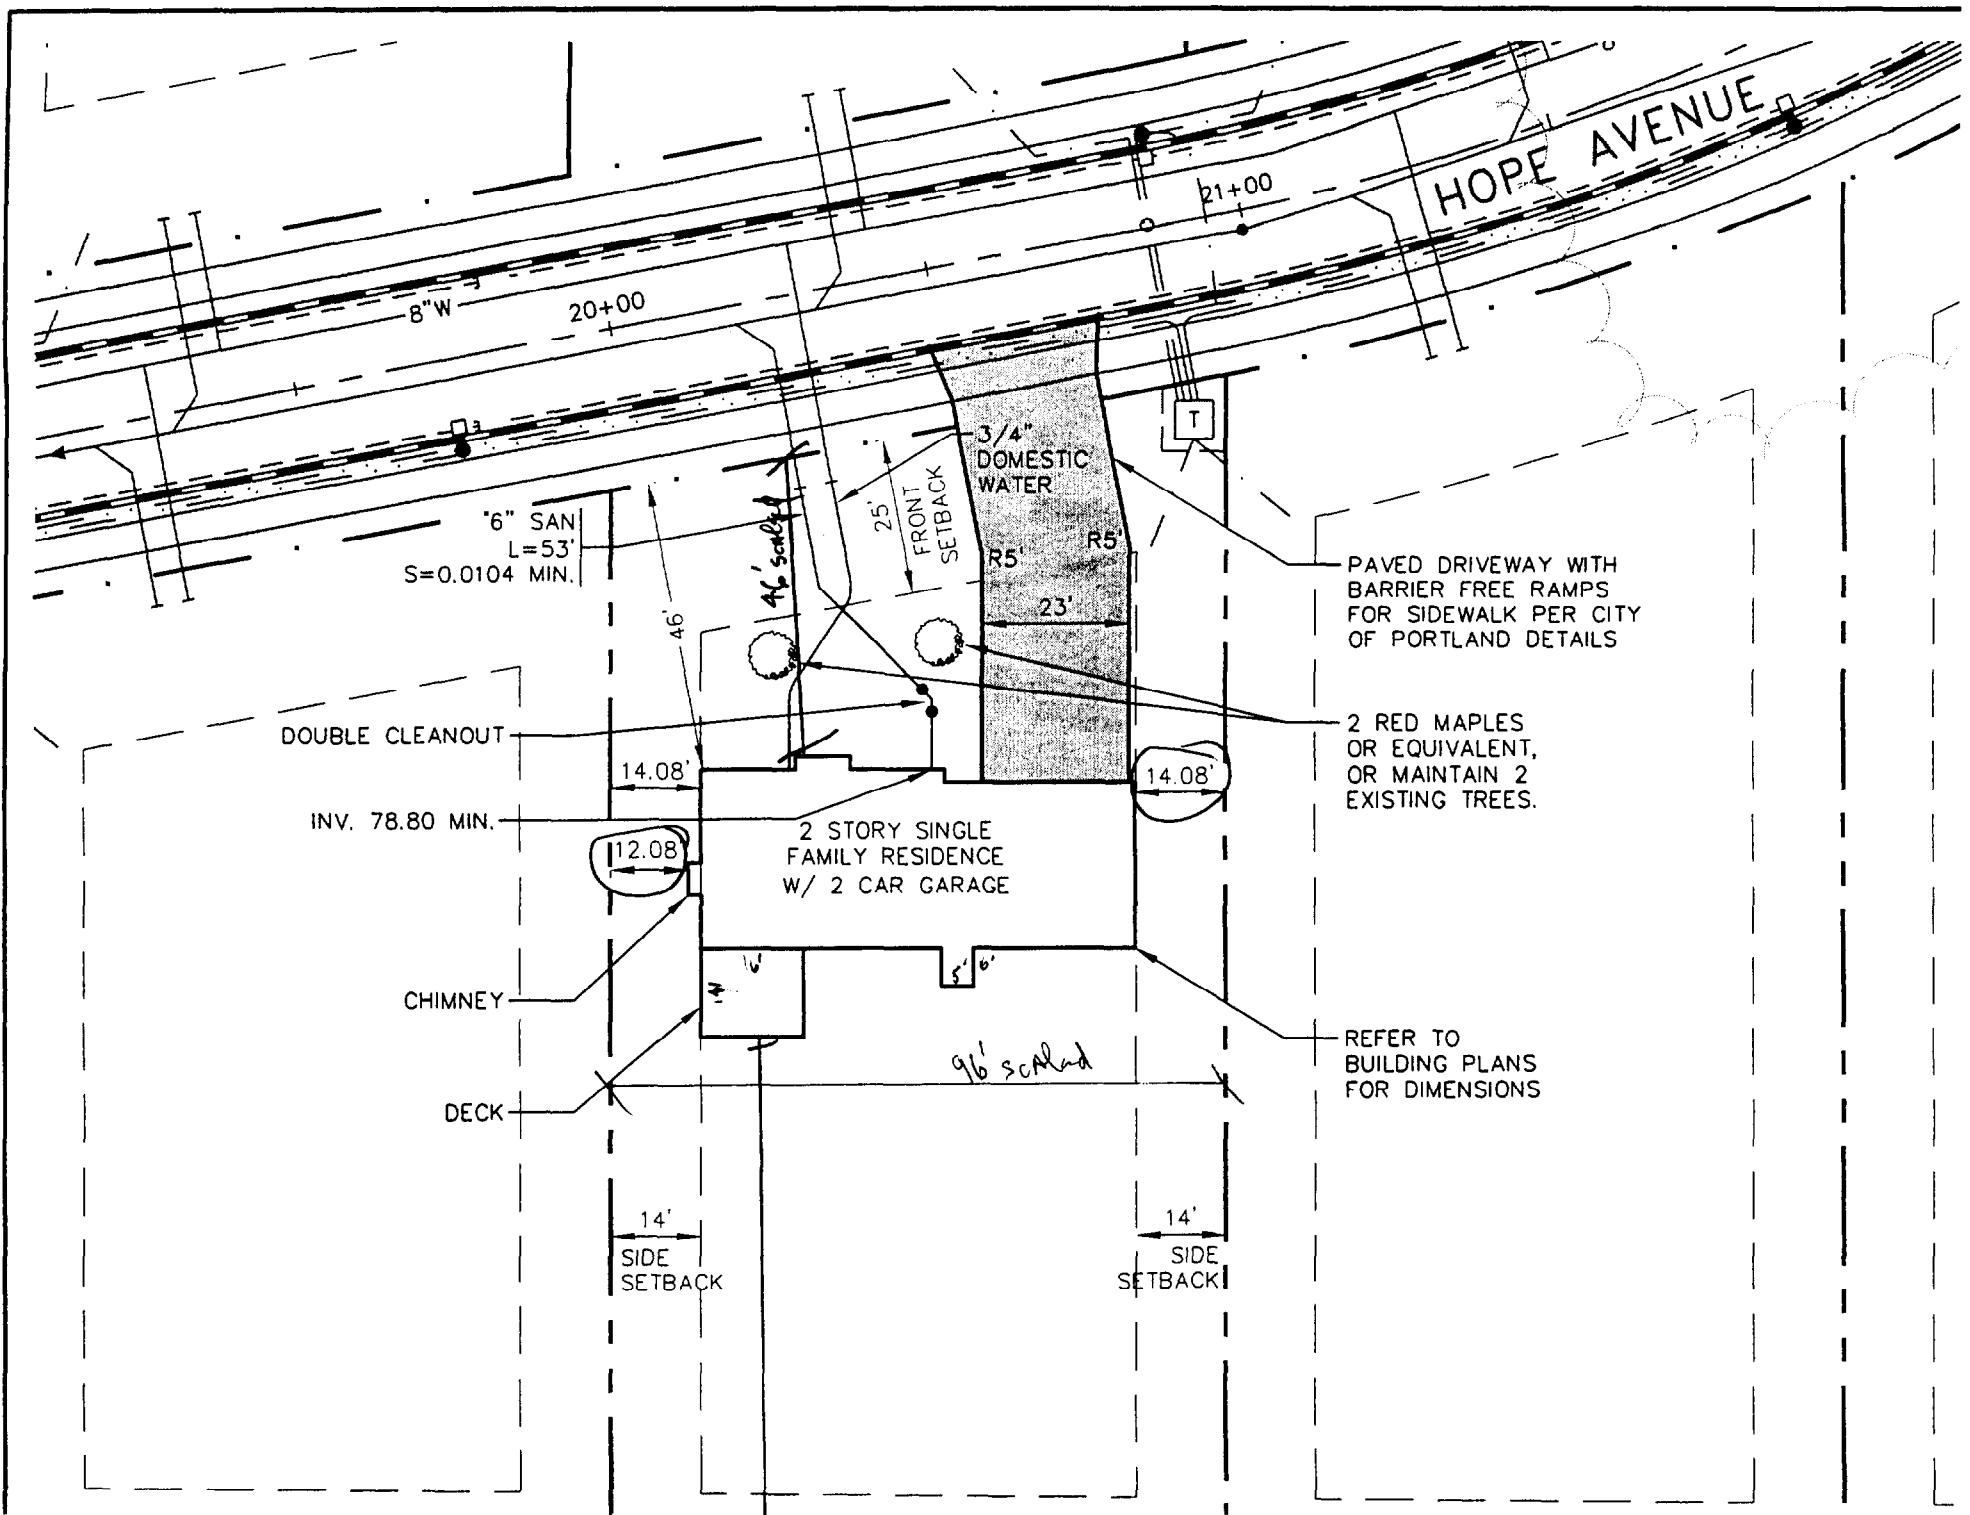 HOPE AVENUE
21+00
20+00
8"W
3/4"
DOMESTIC
WATER
25'
FRONT
SETBACK
"6" SAN
L=53'
S=0.0104 MIN.
46' scaled
46'
T
R5'
R5'
23'
PAVED DRIVEWAY WITH
BARRIER FREE RAMPS
FOR SIDEWALK PER CITY
OF PORTLAND DETAILS
DOUBLE CLEANOUT
2 RED MAPLES
OR EQUIVALENT,
OR MAINTAIN 2
EXISTING TREES.
14.08'
14.08'
INV. 78.80 MIN.
12.08
2 STORY SINGLE
FAMILY RESIDENCE
W/ 2 CAR GARAGE
16'
14
5'
6'
CHIMNEY
REFER TO
BUILDING PLANS
FOR DIMENSIONS
96' scaled
DECK
14'
SIDE
SETBACK
14'
SIDE
SETBACK